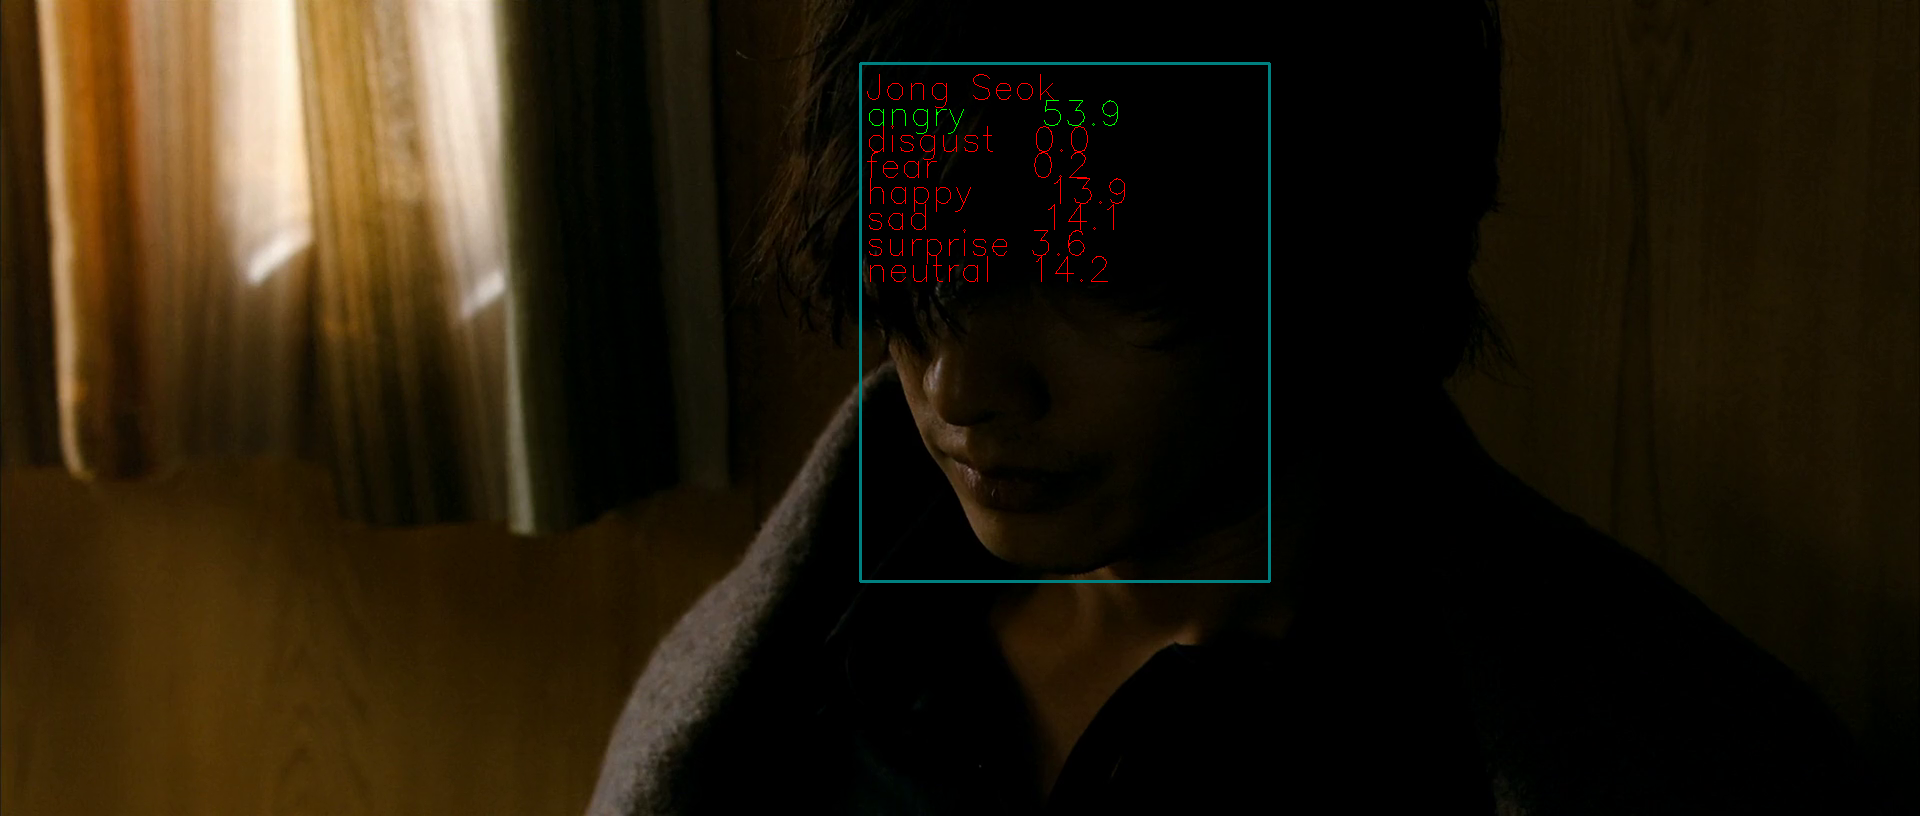 Jong Seok
angry 53.9
disgust 0.0
fear 0.2
happy 13.9
sad 14.1
surprise 3.6
neutral 14.2